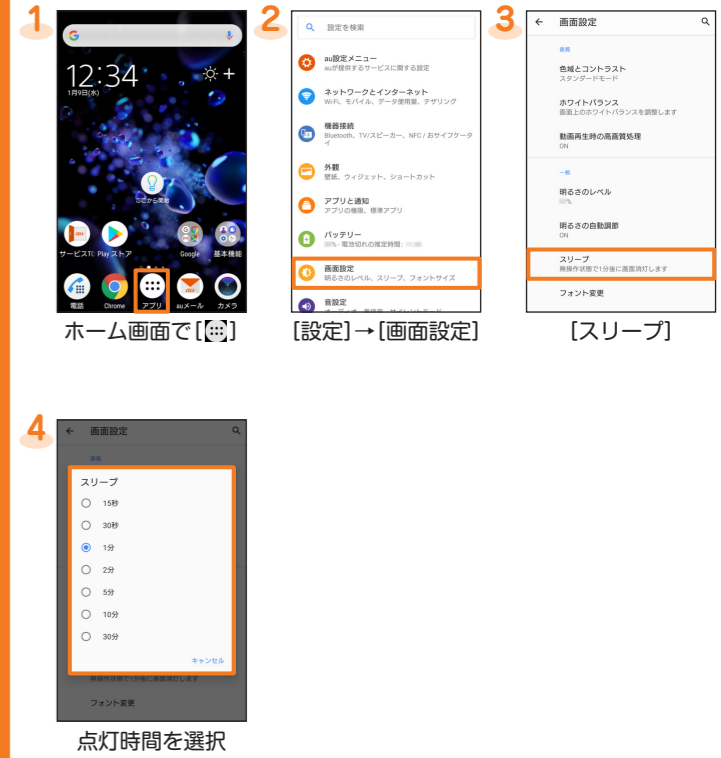 1
12:34
1月9日(水)
ここから開始
サービスTO
Play ストア
Google
基本機能
電話
Chrome
アプリ
auメール
カメラ
ホーム画面で[]
2
設定を検索
au設定メニュー
auが提供するサービスに関する設定
ネットワークとインターネット
Wi-Fi、モバイル、データ使用量、テザリング
機器接続
Bluetooth、TV/スピーカー、NFC / おサイフケータ
イ
外観
壁紙、ウィジェット、ショートカット
アプリと通知
アプリの権限、標準アプリ
バッテリー
%- 電池切れの推定時間:
画面設定
明るさのレベル、スリープ、フォントサイズ
音設定
[設定]→[画面設定]
3
画面設定
画質
色域とコントラスト
スタンダードモード
ホワイトバランス
画面上のホワイトバランスを調整します
動画再生時の高画質処理
ON
一般
明るさのレベル
%
明るさの自動調節
ON
スリープ
無操作状態で1分後に画面消灯します
フォント変更
[スリープ]
4
画面設定
画質
スリープ
15秒
30秒
1分
2分
5分
10分
30分
キャンセル
無操作状態で1分後に画面消灯します
フォント変更
点灯時間を選択